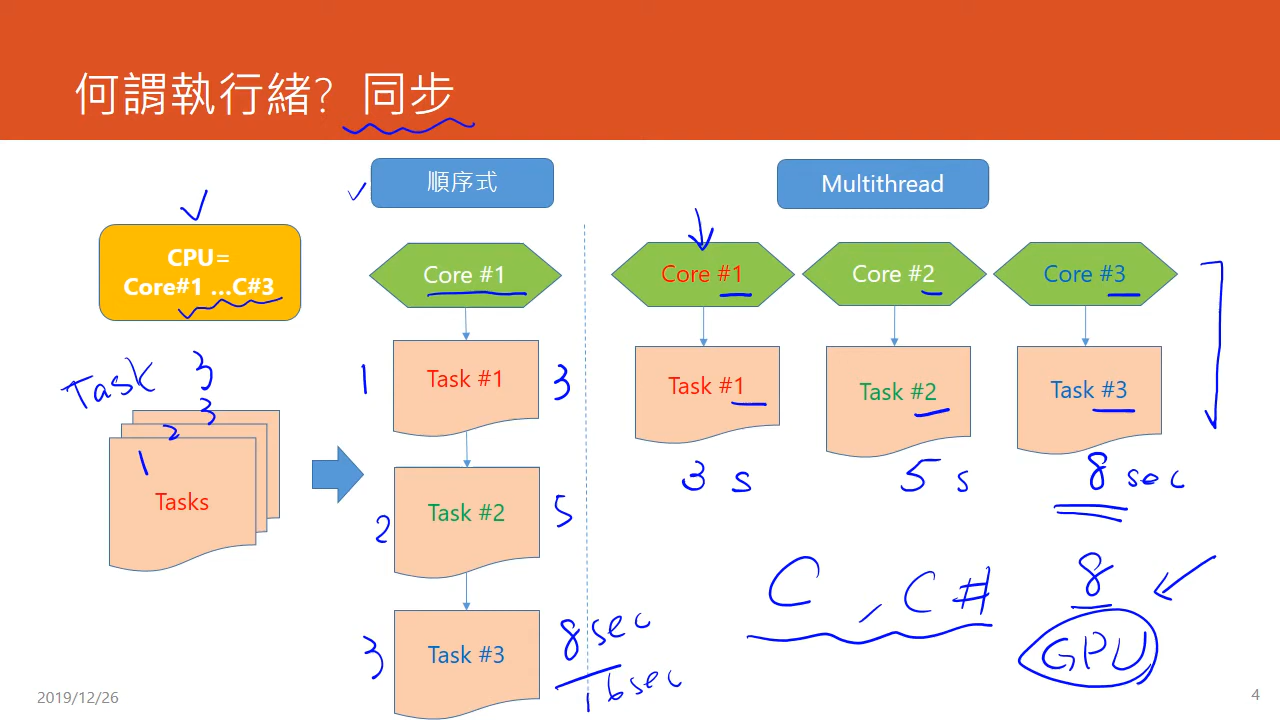 何謂執行緒? 同步
順序式
Multithread
CPU=
Core#1 ...C#3
Core #1
Core #1
Core #2
Core #3
Task 3
3
2
1
Tasks
1
Task #1
3
Task #1
Task #2
Task #3
3 s
5 s
8 sec
2
Task #2
5
C, C#
8
GPU
3
Task #3
8 sec
16 sec
2019/12/26
4